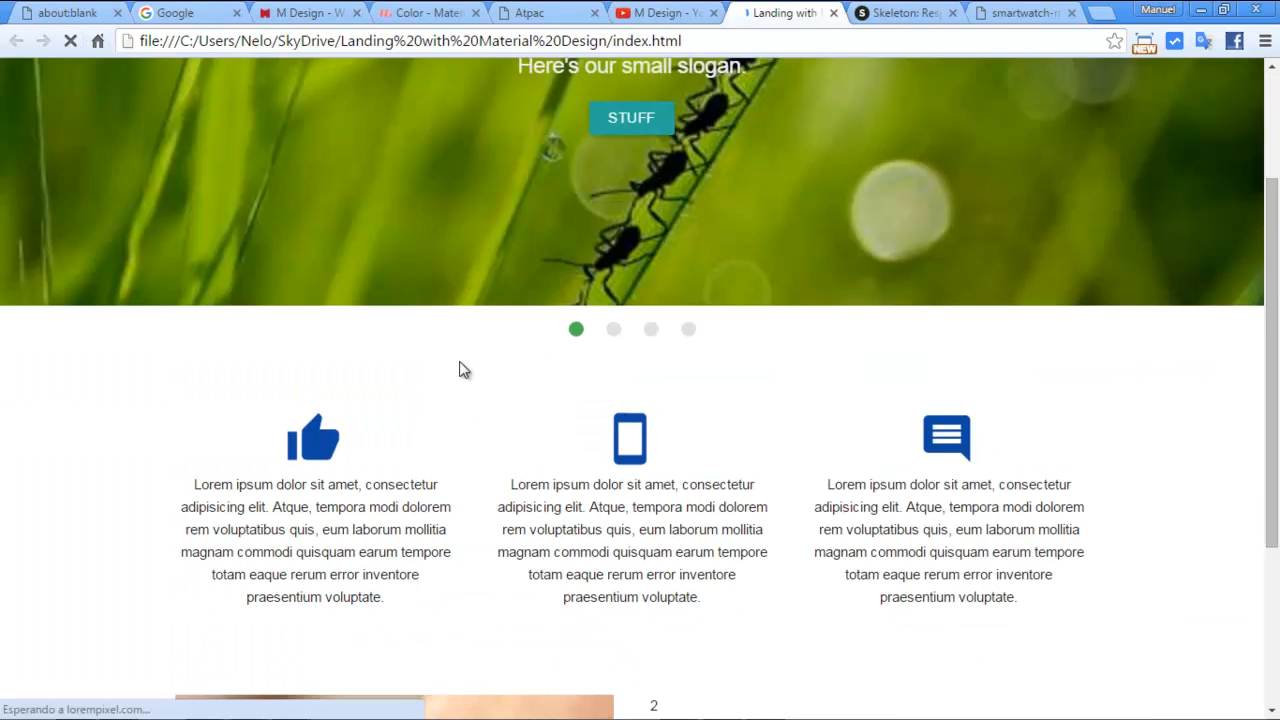 about:blank
Google
M Design - W
Color - Mater
Atpac
M Design - Yo
Landing with
Skeleton: Res
smartwatch-m
Manuel
file:///C:/Users/Nelo/SkyDrive/Landing%20with%20Material%20Design/index.html
NEW
Here's our small slogan.
STUFF
Lorem ipsum dolor sit amet, consectetur
adipisicing elit. Atque, tempora modi dolorem
rem voluptatibus quis, eum laborum mollitia
magnam commodi quisquam earum tempore
totam eaque rerum error inventore
praesentium voluptate.
Lorem ipsum dolor sit amet, consectetur
adipisicing elit. Atque, tempora modi dolorem
rem voluptatibus quis, eum laborum mollitia
magnam commodi quisquam earum tempore
totam eaque rerum error inventore
praesentium voluptate.
Lorem ipsum dolor sit amet, consectetur
adipisicing elit. Atque, tempora modi dolorem
rem voluptatibus quis, eum laborum mollitia
magnam commodi quisquam earum tempore
totam eaque rerum error inventore
praesentium voluptate.
2
Esperando a lorempixel.com...